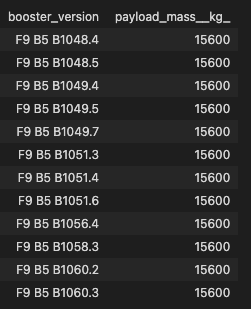 booster_version payload_mass__kg_
F9 B5 B1048.4 15600
F9 B5 B1048.5 15600
F9 B5 B1049.4 15600
F9 B5 B1049.5 15600
F9 B5 B1049.7 15600
F9 B5 B1051.3 15600
F9 B5 B1051.4 15600
F9 B5 B1051.6 15600
F9 B5 B1056.4 15600
F9 B5 B1058.3 15600
F9 B5 B1060.2 15600
F9 B5 B1060.3 15600